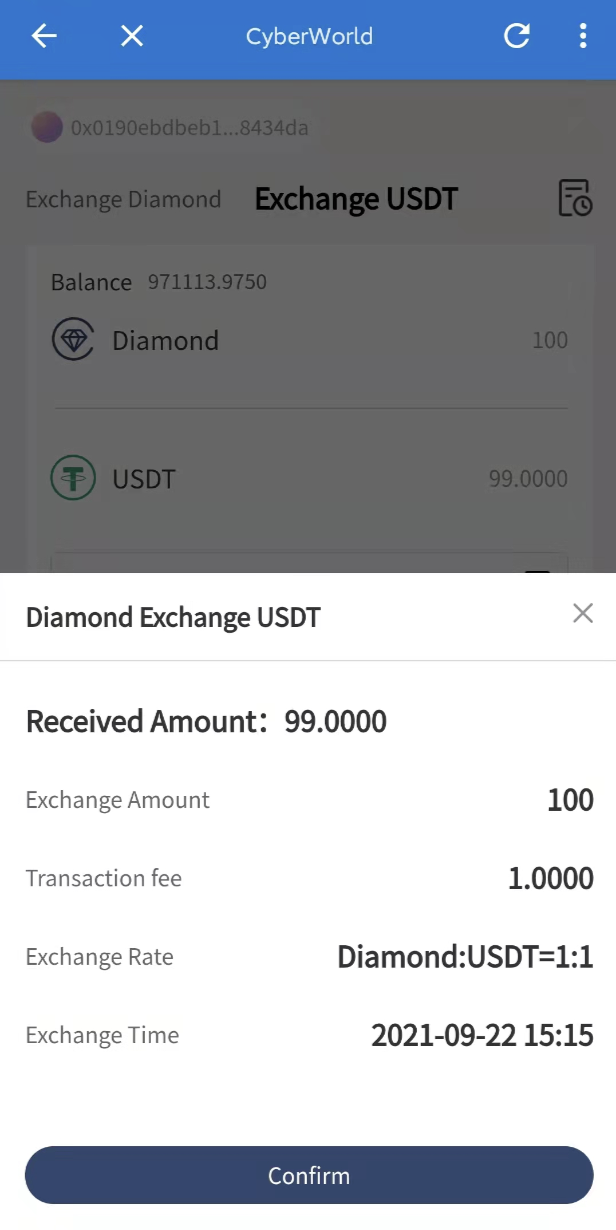 CyberWorld
0x0190ebdbeb1...8434da
Exchange Diamond Exchange USDT
Balance 971113.9750
Diamond 100
USDT 99.0000
Diamond Exchange USDT
Received Amount： 99.0000
Exchange Amount 100
Transaction fee 1.0000
Exchange Rate Diamond:USDT=1:1
Exchange Time 2021-09-22 15:15
Confirm